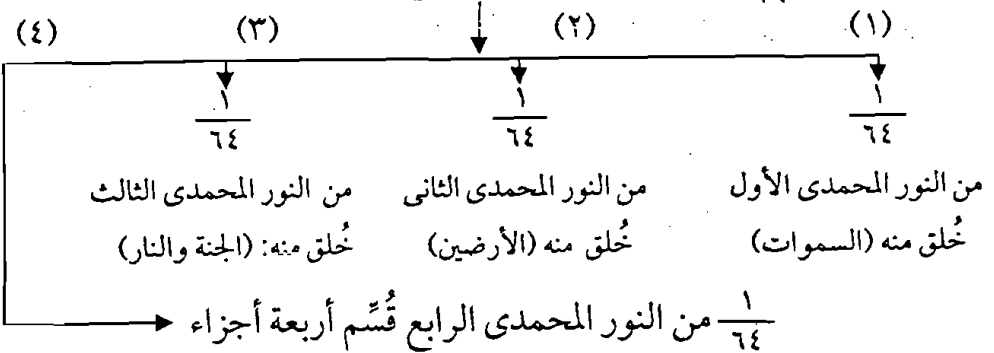 (١) (٢) (٣) (٤)
١/٦٤ ١/٦٤ ١/٦٤
من النور المحمدى الأول من النور المحمدى الثانى من النور المحمدى الثالث
خُلق منه (السموات) خُلق منه (الأرضين) خُلق منه: (الجنة والنار)
١/٦٤ من النور المحمدى الرابع قُسِّم أربعة أجزاء